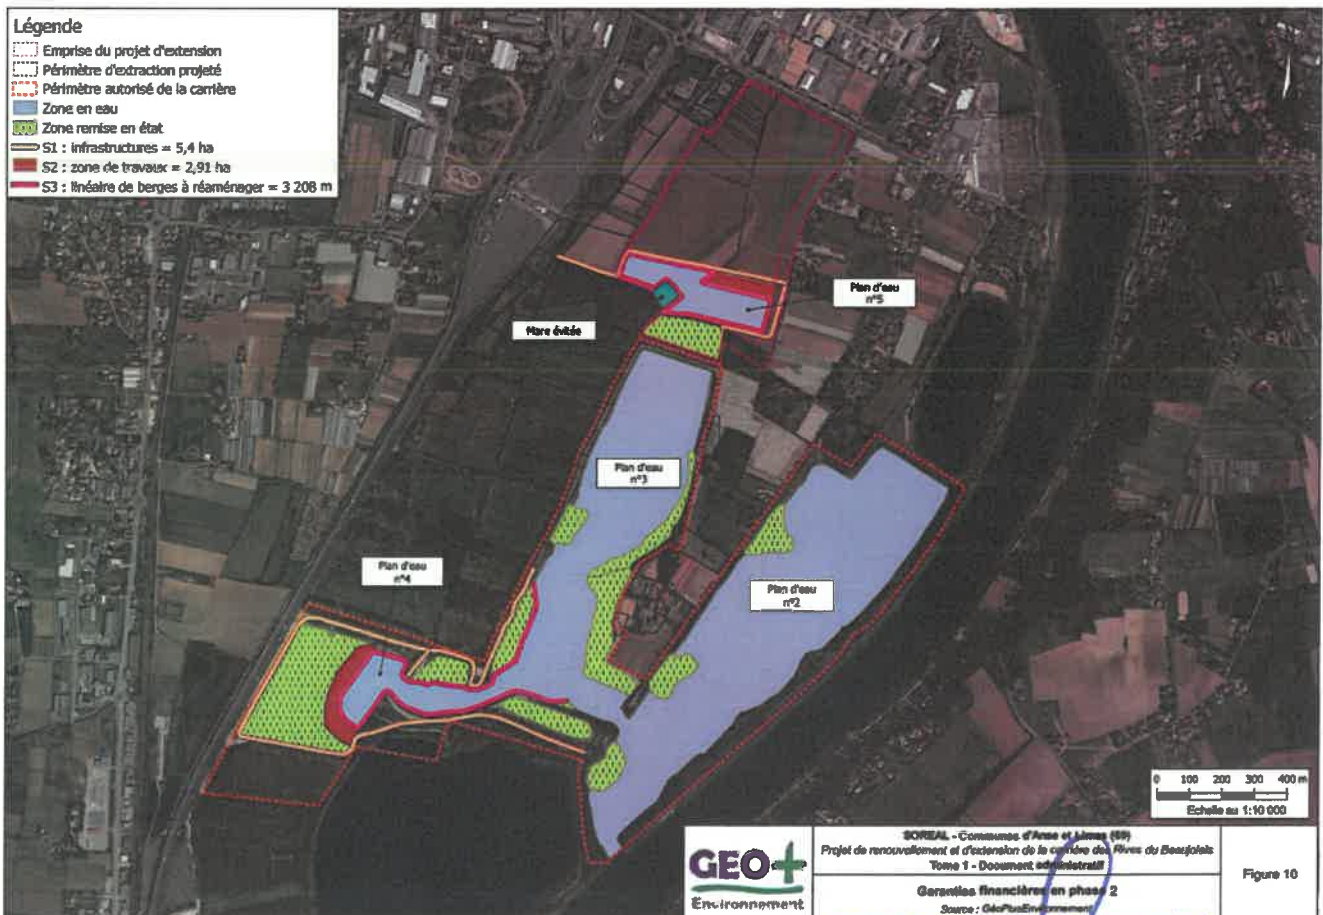 Légende
Emprise du projet d'extension
Périmètre d'extraction projeté
Périmètre autorisé de la carrière
Zone en eau
Zone remise en état
S1 : infrastructures = 5,4 ha
S2 : zone de travaux = 2,91 ha
S3 : linéaire de berges à réaménager = 3 208 m
Plan d'eau
n°5
Mare évitée
Plan d'eau
n°3
Plan d'eau
n°4
Plan d'eau
n°2
0 100 200 300 400 m
Echelle au 1:10 000
GEO+
Environnement
SOREAL - Communes d'Anse et Limas (69)
Projet de renouvellement et d'extension de la carrière des Rives du Beaujolais
Tome 1 - Document administratif
Garanties financières en phase 2
Source : GéoPlusEnvironnement
Figure 10